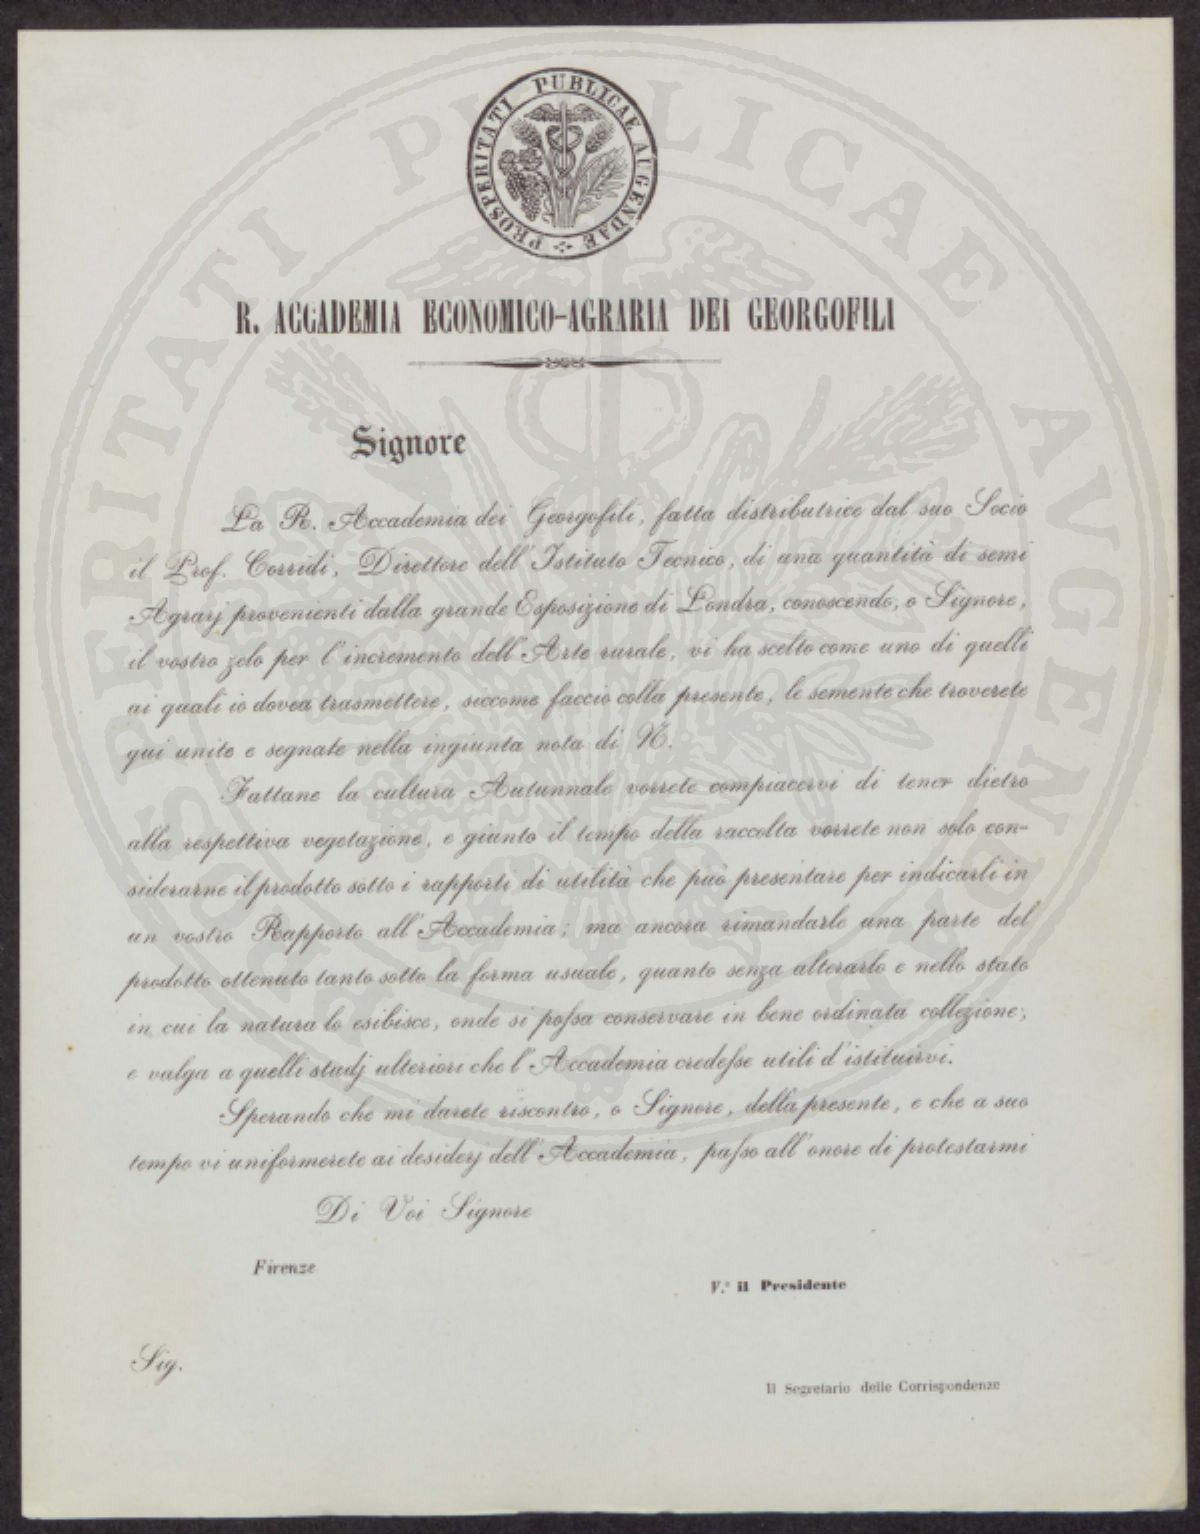 PROSPERITATI PUBLICAE AUGENDAE
R. ACCADEMIA ECONOMICO-AGRARIA DEI GEORGOFILI
Signore
La R. Accademia dei Georgofili, fatta distributrice dal suo Socio
il Prof. Corridi, Direttore dell'Istituto Tecnico, di una quantità di semi
Agrarj provenienti dalla grande Esposizione di Londra, conoscendo, o Signore,
il vostro zelo per l'incremento dell'Arte rurale, vi ha scelto come uno di quelli
ai quali io dovea trasmettere, siccome faccio colla presente, le semente che troverete
qui unite e segnate nella ingiunta nota di N.
Fattane la cultura Autunnale vorrete compiacervi di tener dietro
alla respettiva vegetazione, e giunto il tempo della raccolta vorrete non solo con-
siderarne il prodotto sotto i rapporti di utilità che può presentare per indicarli in
un vostro Rapporto all'Accademia; ma ancora rimandarle una parte del
prodotto ottenuto tanto sotto la forma usuale, quanto senza alterarlo e nello stato
in cui la natura lo esibisce, onde si poſsa conservare in bene ordinata collezione;
e valga a quelli studj ulteriori che l'Accademia credeſse utili d'istituirvi.
Sperando che mi darete riscontro, o Signore, della presente, e che a suo
tempo vi uniformerete ai desiderj dell'Accademia, paſso all'onore di protestarmi
Di Voi Signore
Firenze
V.° il Presidente
Sig.
Il Segretario delle Corrispondenze
PROSPERITATI PUBLICAE AVGENDAE